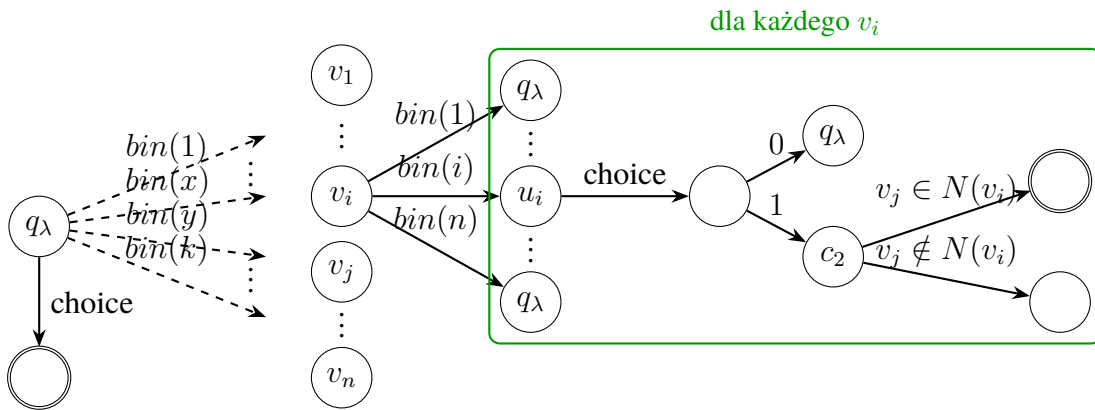 dla każdego v_i
v_1
⋮
v_i
v_j
⋮
v_n
q_λ
bin(1)
bin(x)
⋮
bin(y)
bin(k)
⋮
choice
bin(1)
bin(i)
bin(n)
q_λ
⋮
u_i
⋮
q_λ
choice
0
1
q_λ
c_2
v_j ∈ N(v_i)
v_j ∉ N(v_i)